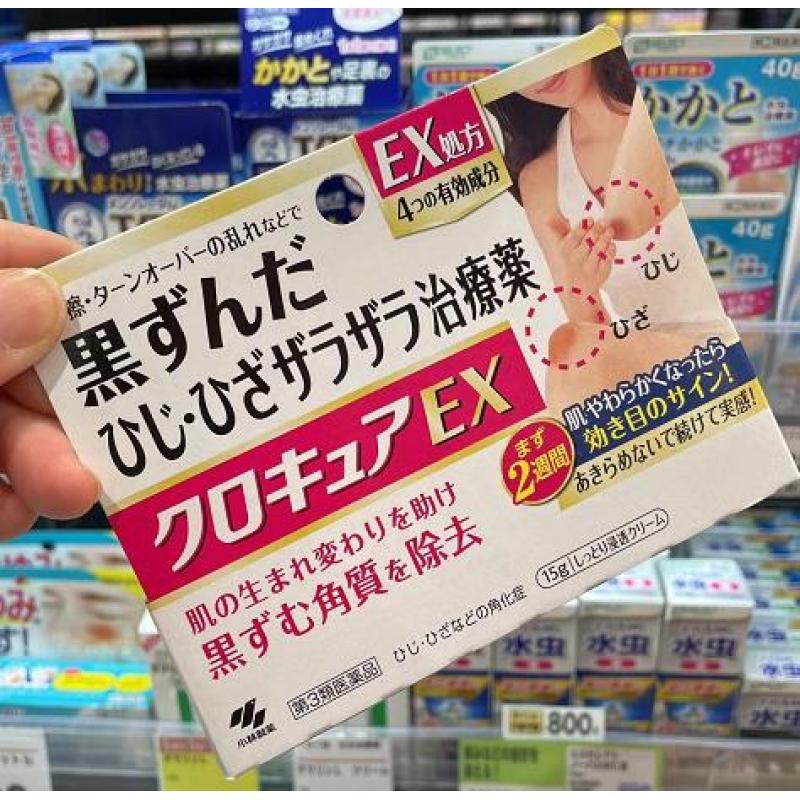 EX処方
4つの有効成分
擦・ターンオーバーの乱れなどで
黒ずんだ
ひじ・ひざザラザラ治療薬
クロキュアEX
ひじ
ひざ
まず
2週間
肌やわらかくなったら
効き目のサイン!
あきらめないで続けて実感!
肌の生まれ変わりを助け
黒ずむ角質を除去
15g しっとり浸透クリーム
ひじ・ひざなどの角化症
第3類医薬品
小林製薬
かかとや足裏の
水虫治療薬
かかと
40g
40g
水虫
水虫
水虫
800